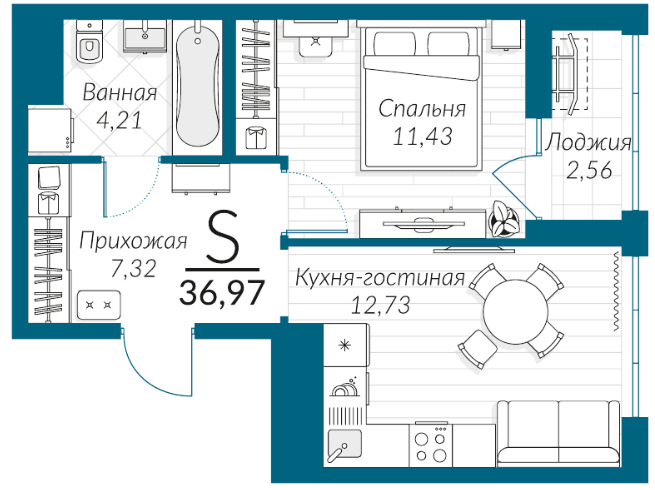 Ванная
4,21
Спальня
11,43
Лоджия
2,56
Прихожая
7,32
S
36,97
Кухня-гостиная
12,73